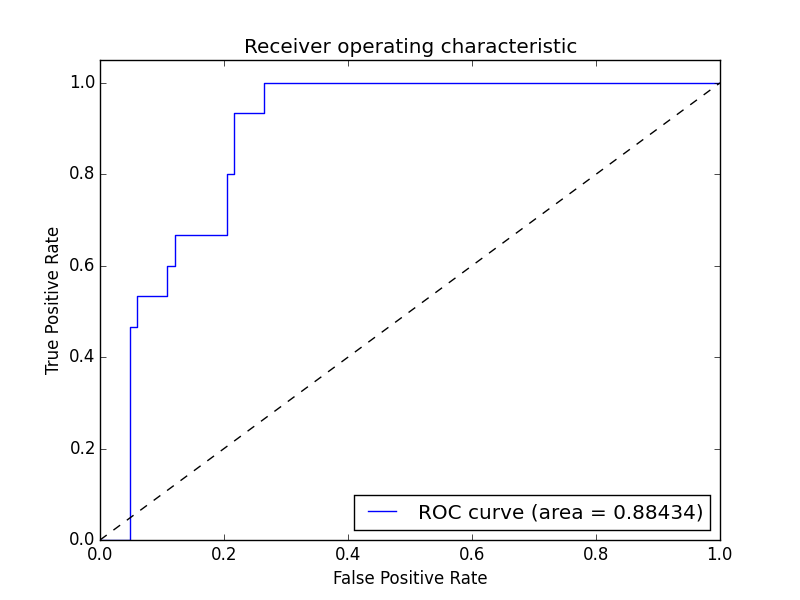 Receiver operating characteristic
1.0
0.8
0.6
0.4
0.2
0.0
True Positive Rate
ROC curve (area = 0.88434)
0.0 0.2 0.4 0.6 0.8 1.0
False Positive Rate